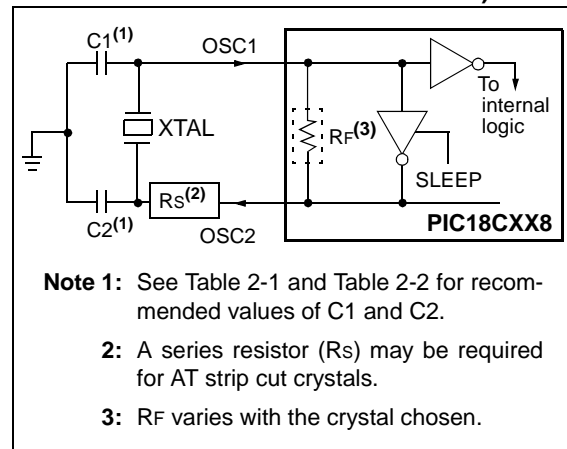 C1(1)
OSC1
To
internal
logic
XTAL
RF(3)
SLEEP
RS(2)
C2(1)
OSC2
PIC18CXX8
Note 1: See Table 2-1 and Table 2-2 for recom-
mended values of C1 and C2.
2: A series resistor (RS) may be required
for AT strip cut crystals.
3: RF varies with the crystal chosen.